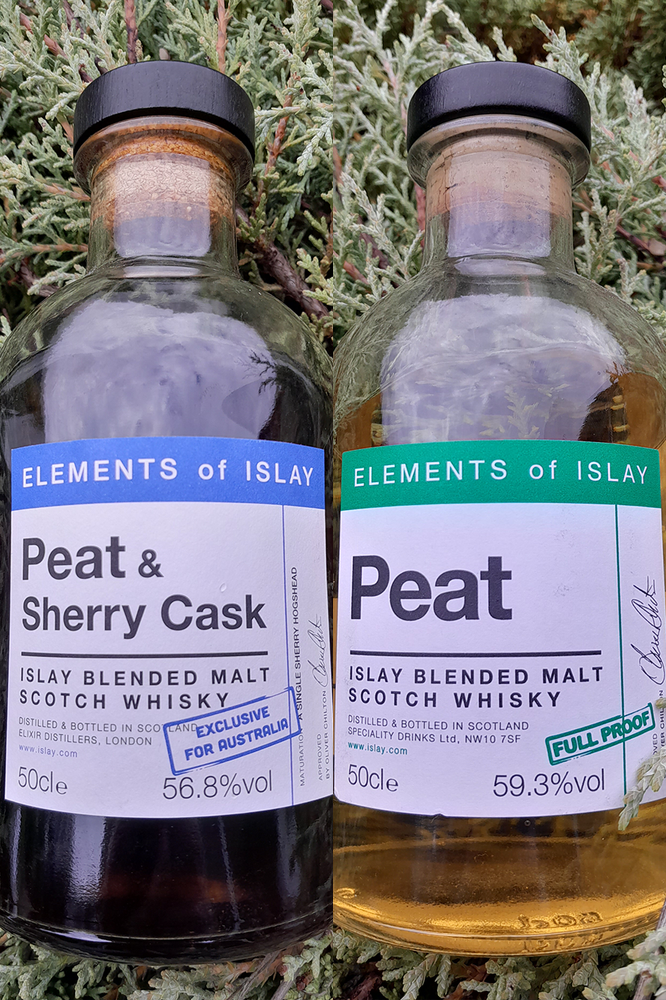 ELEMENTS of ISLAY
Peat &
Sherry Cask
ISLAY BLENDED MALT
SCOTCH WHISKY
DISTILLED & BOTTLED IN SCOTLAND
ELIXIR DISTILLERS, LONDON
www.islay.com
EXCLUSIVE
FOR AUSTRALIA
50cle
56.8%vol
MATURATION: A SINGLE SHERRY HOGSHEAD
APPROVED
BY OLIVER CHILTON
ELEMENTS of ISLAY
Peat
ISLAY BLENDED MALT
SCOTCH WHISKY
DISTILLED & BOTTLED IN SCOTLAND
SPECIALITY DRINKS Ltd, NW10 7SF
www.islay.com
FULL PROOF
50cle
59.3%vol